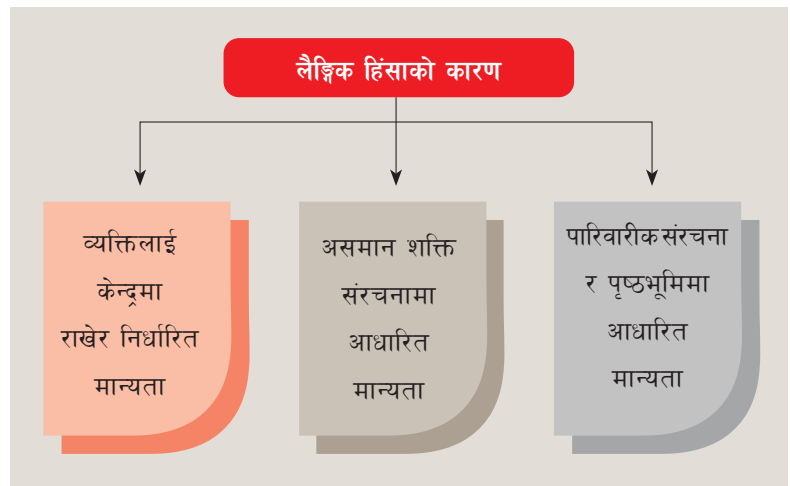 लैङ्गिक हिंसाको कारण
व्यक्तिलाई
केन्द्रमा
राखेर निर्धारित
मान्यता
असमान शक्ति
संरचनामा
आधारित
मान्यता
पारिवारीक संरचना
र पृष्ठभूमिमा
आधारित
मान्यता